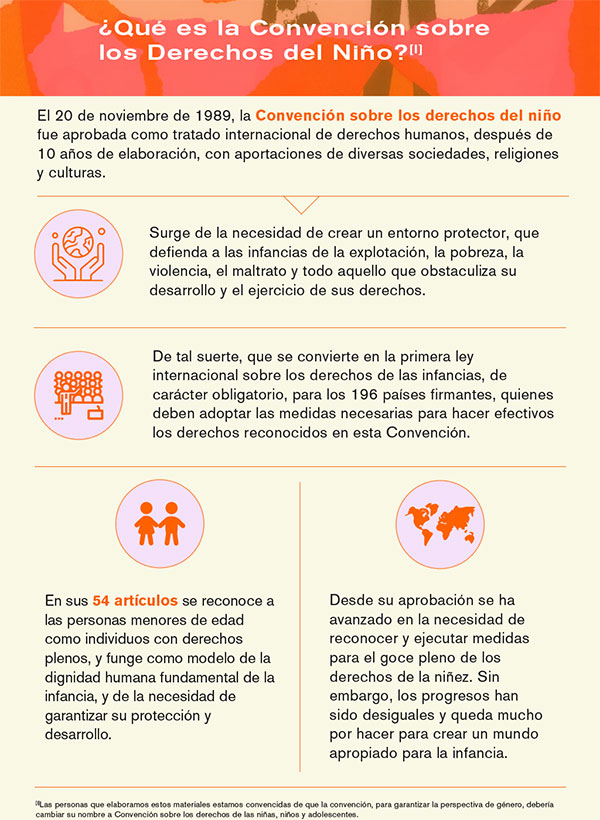 ¿Qué es la Convención sobre
los Derechos del Niño?[I]
El 20 de noviembre de 1989, la Convención sobre los derechos del niño
fue aprobada como tratado internacional de derechos humanos, después de
10 años de elaboración, con aportaciones de diversas sociedades, religiones
y culturas.
Surge de la necesidad de crear un entorno protector, que
defienda a las infancias de la explotación, la pobreza, la
violencia, el maltrato y todo aquello que obstaculiza su
desarrollo y el ejercicio de sus derechos.
De tal suerte, que se convierte en la primera ley
internacional sobre los derechos de las infancias, de
carácter obligatorio, para los 196 países firmantes, quienes
deben adoptar las medidas necesarias para hacer efectivos
los derechos reconocidos en esta Convención.
En sus 54 artículos se reconoce a
las personas menores de edad
como individuos con derechos
plenos, y funge como modelo de la
dignidad humana fundamental de la
infancia, y de la necesidad de
garantizar su protección y
desarrollo.
Desde su aprobación se ha
avanzado en la necesidad de
reconocer y ejecutar medidas
para el goce pleno de los
derechos de la niñez. Sin
embargo, los progresos han
sido desiguales y queda mucho
por hacer para crear un mundo
apropiado para la infancia.
[I]Las personas que elaboramos estos materiales estamos convencidas de que la convención, para garantizar la perspectiva de género, debería
cambiar su nombre a Convención sobre los derechos de las niñas, niños y adolescentes.